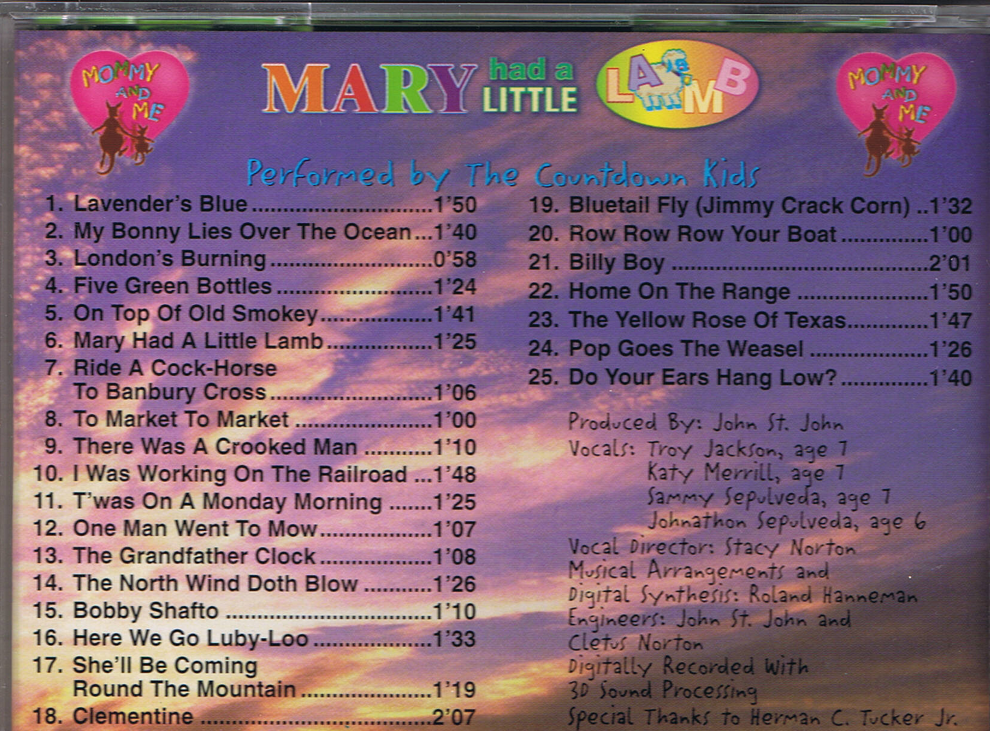 MOMMY AND ME
MARY had a LITTLE LAMB
MOMMY AND ME
Performed by The Countdown Kids
1. Lavender's Blue ............................1'50
2. My Bonny Lies Over The Ocean...1'40
3. London's Burning .........................0'58
4. Five Green Bottles ........................1'24
5. On Top Of Old Smokey.................1'41
6. Mary Had A Little Lamb................1'25
7. Ride A Cock-Horse
To Banbury Cross.........................1'06
8. To Market To Market .....................1'00
9. There Was A Crooked Man ..........1'10
10. I Was Working On The Railroad ...1'48
11. T'was On A Monday Morning .......1'25
12. One Man Went To Mow.................1'07
13. The Grandfather Clock .................1'08
14. The North Wind Doth Blow ..........1'26
15. Bobby Shafto ...............................1'10
16. Here We Go Luby-Loo ..................1'33
17. She'll Be Coming
Round The Mountain ....................1'19
18. Clementine ...................................2'07
19. Bluetail Fly (Jimmy Crack Corn) ..1'32
20. Row Row Row Your Boat ..............1'00
21. Billy Boy .......................................2'01
22. Home On The Range ....................1'50
23. The Yellow Rose Of Texas.............1'47
24. Pop Goes The Weasel ..................1'26
25. Do Your Ears Hang Low? ..............1'40
Produced By: John St. John
Vocals: Troy Jackson, age 7
Katy Merrill, age 7
Sammy Sepulveda, age 7
Johnathon Sepulveda, age 6
Vocal Director: Stacy Norton
Musical Arrangements and
Digital Synthesis: Roland Hanneman
Engineers: John St. John and
Cletus Norton
Digitally Recorded With
3D Sound Processing
Special Thanks to Herman C. Tucker Jr.